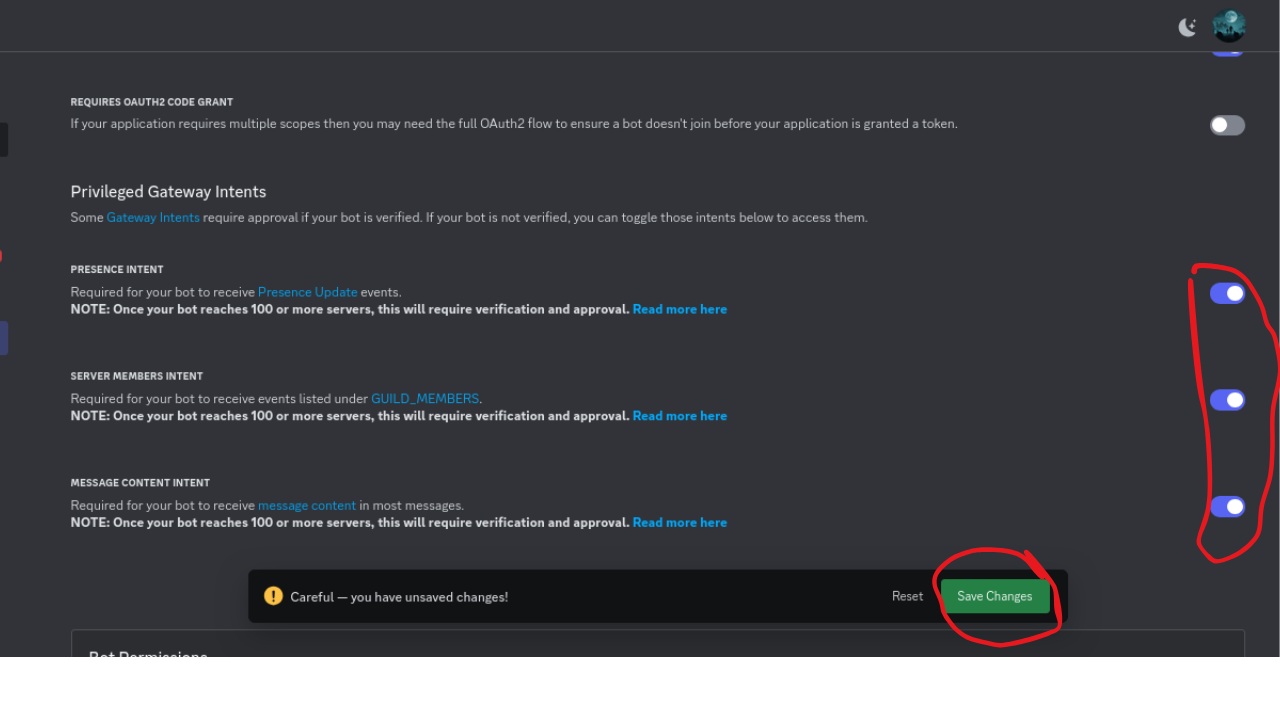 REQUIRES OAUTH2 CODE GRANT
If your application requires multiple scopes then you may need the full OAuth2 flow to ensure a bot doesn't join before your application is granted a token.
Privileged Gateway Intents
Some Gateway Intents require approval if your bot is verified. If your bot is not verified, you can toggle those intents below to access them.
PRESENCE INTENT
Required for your bot to receive Presence Update events.
NOTE: Once your bot reaches 100 or more servers, this will require verification and approval. Read more here
SERVER MEMBERS INTENT
Required for your bot to receive events listed under GUILD_MEMBERS.
NOTE: Once your bot reaches 100 or more servers, this will require verification and approval. Read more here
MESSAGE CONTENT INTENT
Required for your bot to receive message content in most messages.
NOTE: Once your bot reaches 100 or more servers, this will require verification and approval. Read more here
Careful — you have unsaved changes!
Reset
Save Changes
Bot Permissions